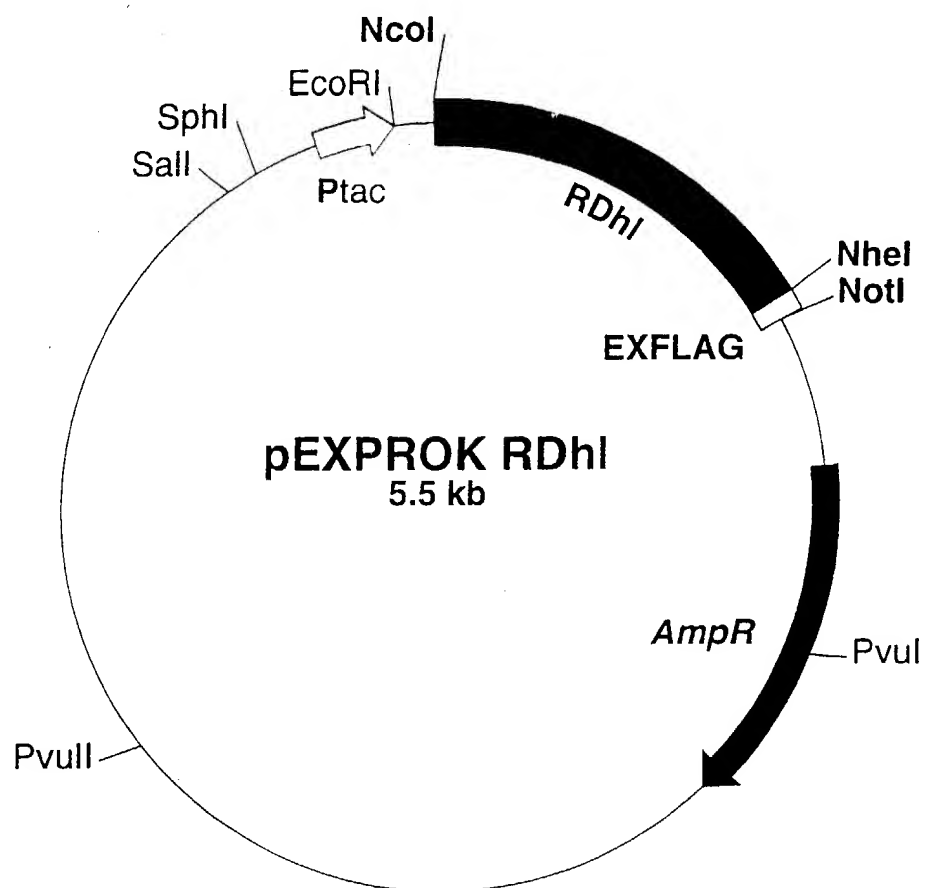 NcoI
EcoRI
SphI
SalI
Ptac
RDhI
NheI
NotI
EXFLAG
pEXPROK RDhI
5.5 kb
AmpR
PvuI
PvuII